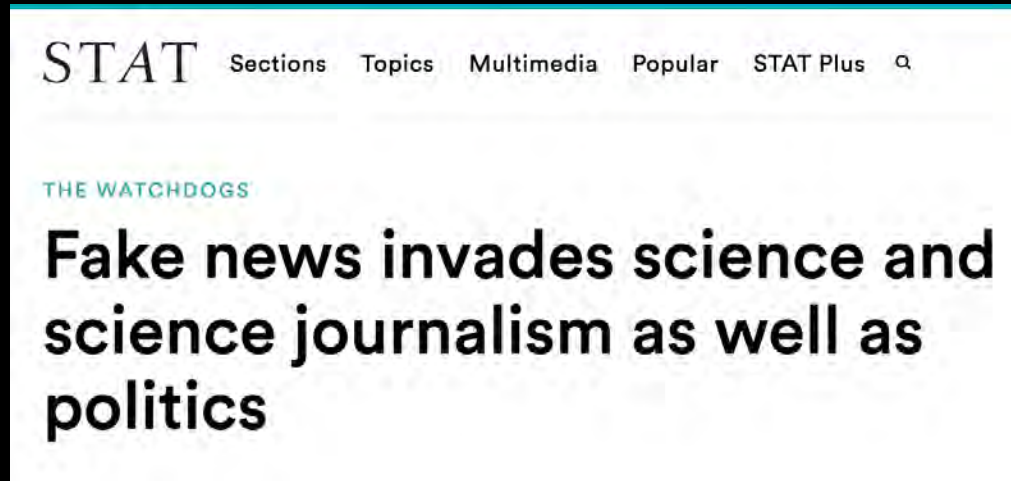 STAT Sections Topics Multimedia Popular STAT Plus
THE WATCHDOGS
Fake news invades science and
science journalism as well as
politics